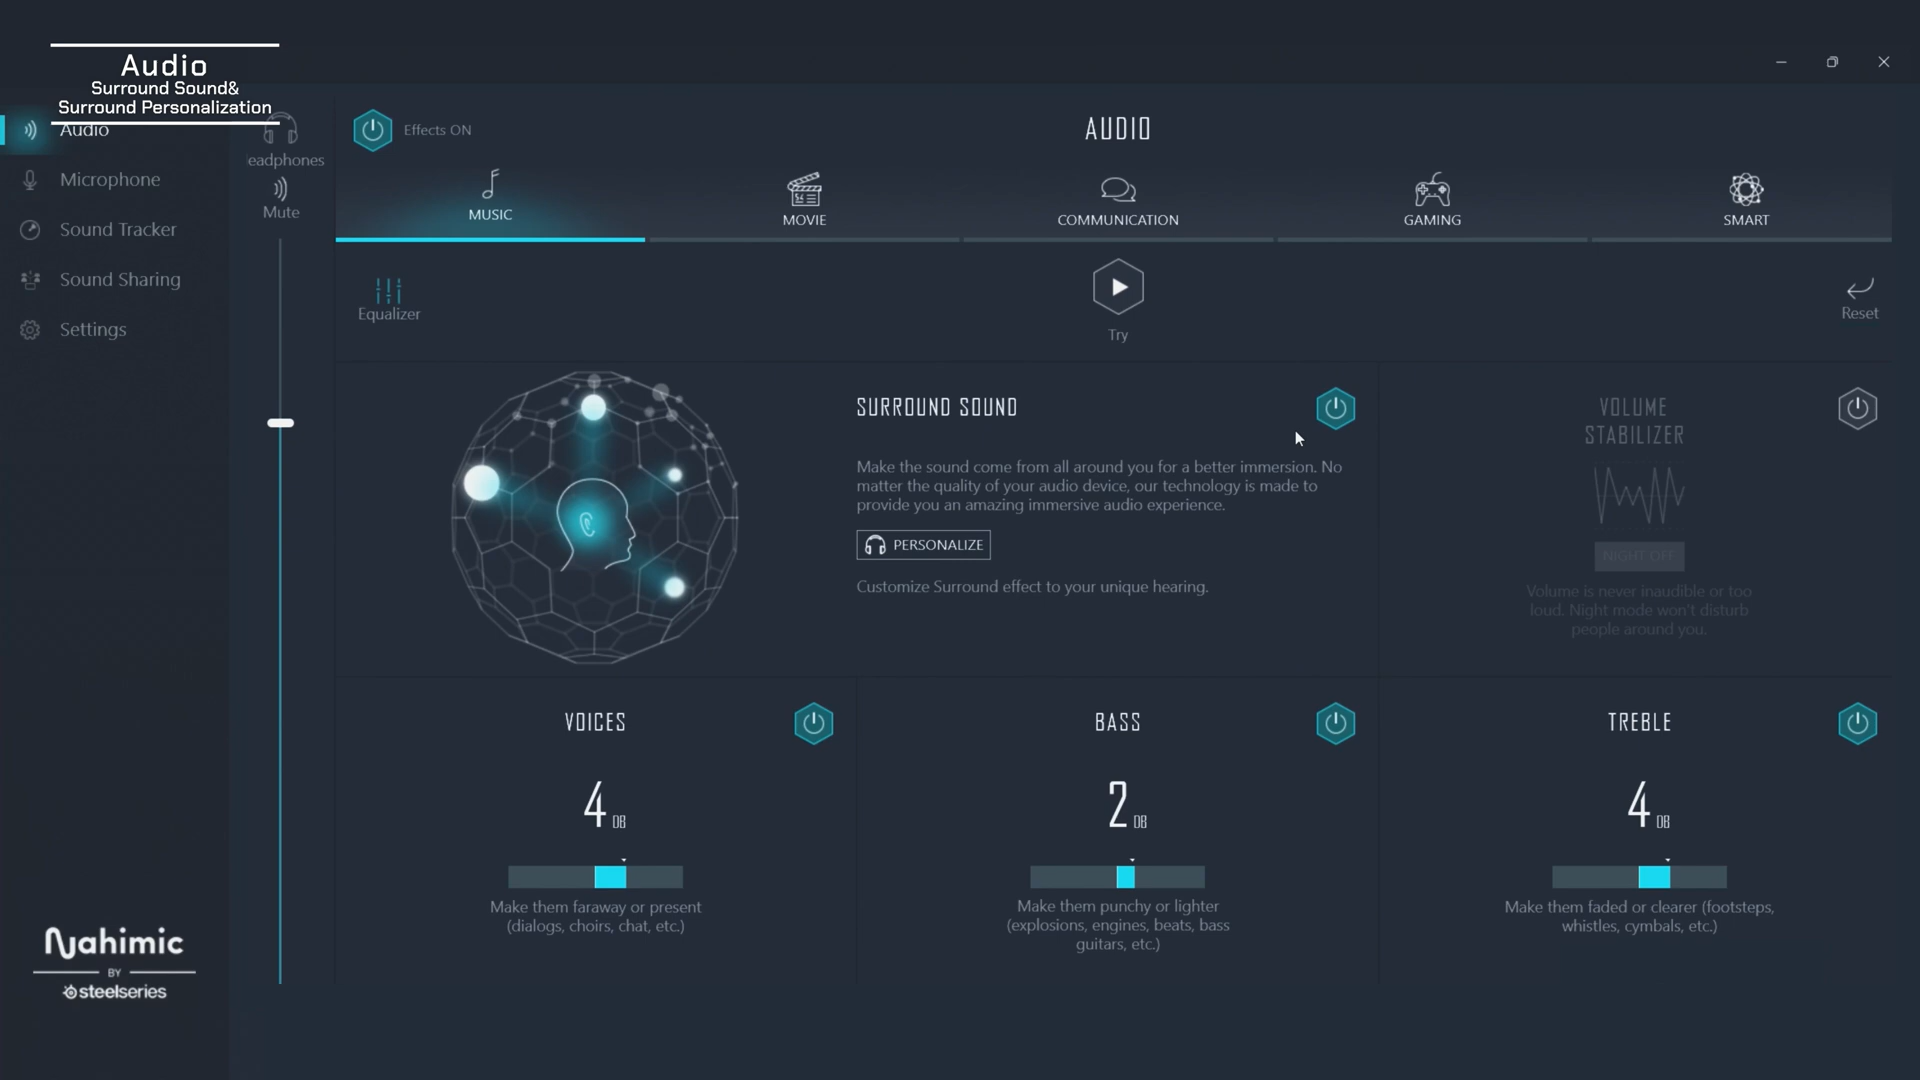 Audio
Surround Sound&
Surround Personalization
Audio
Microphone
Sound Tracker
Sound Sharing
Settings
eadphones
Mute
Effects ON
AUDIO
MUSIC
MOVIE
COMMUNICATION
GAMING
SMART
Equalizer
Try
Reset
SURROUND SOUND
Make the sound come from all around you for a better immersion. No
matter the quality of your audio device, our technology is made to
provide you an amazing immersive audio experience.
PERSONALIZE
Customize Surround effect to your unique hearing.
VOLUME
STABILIZER
NIGHT OFF
Volume is never inaudible or too
loud. Night mode won't disturb
people around you.
VOICES
4 DB
Make them faraway or present
(dialogs, choirs, chat, etc.)
BASS
2 DB
Make them punchy or lighter
(explosions, engines, beats, bass
guitars, etc.)
TREBLE
4 DB
Make them faded or clearer (footsteps,
whistles, cymbals, etc.)
Nahimic
BY
steelseries